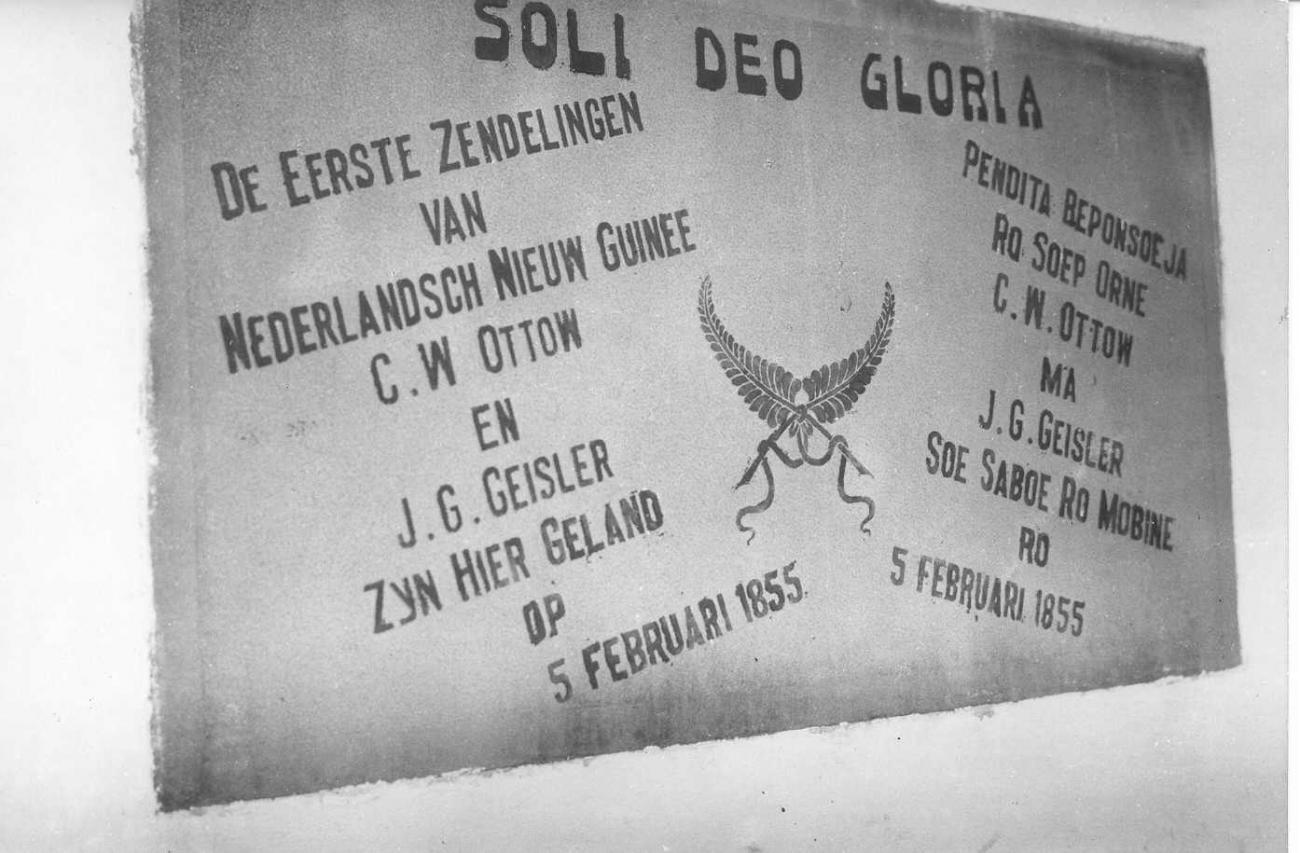 SOLI DEO GLORIA
DE EERSTE ZENDELINGEN
VAN
NEDERLANDSCH NIEUW GUINEE
C.W OTTOW
EN
J.G. GEISLER
ZYN HIER GELAND
OP
5 FEBRUARI 1855.
PENDITA BEPONSOEJA
RO SOEP ORNE
C.W. OTTOW
MA
J.G. GEISLER
SOE SABOE RO MOBINE
RO
5 FEBRUARI 1855